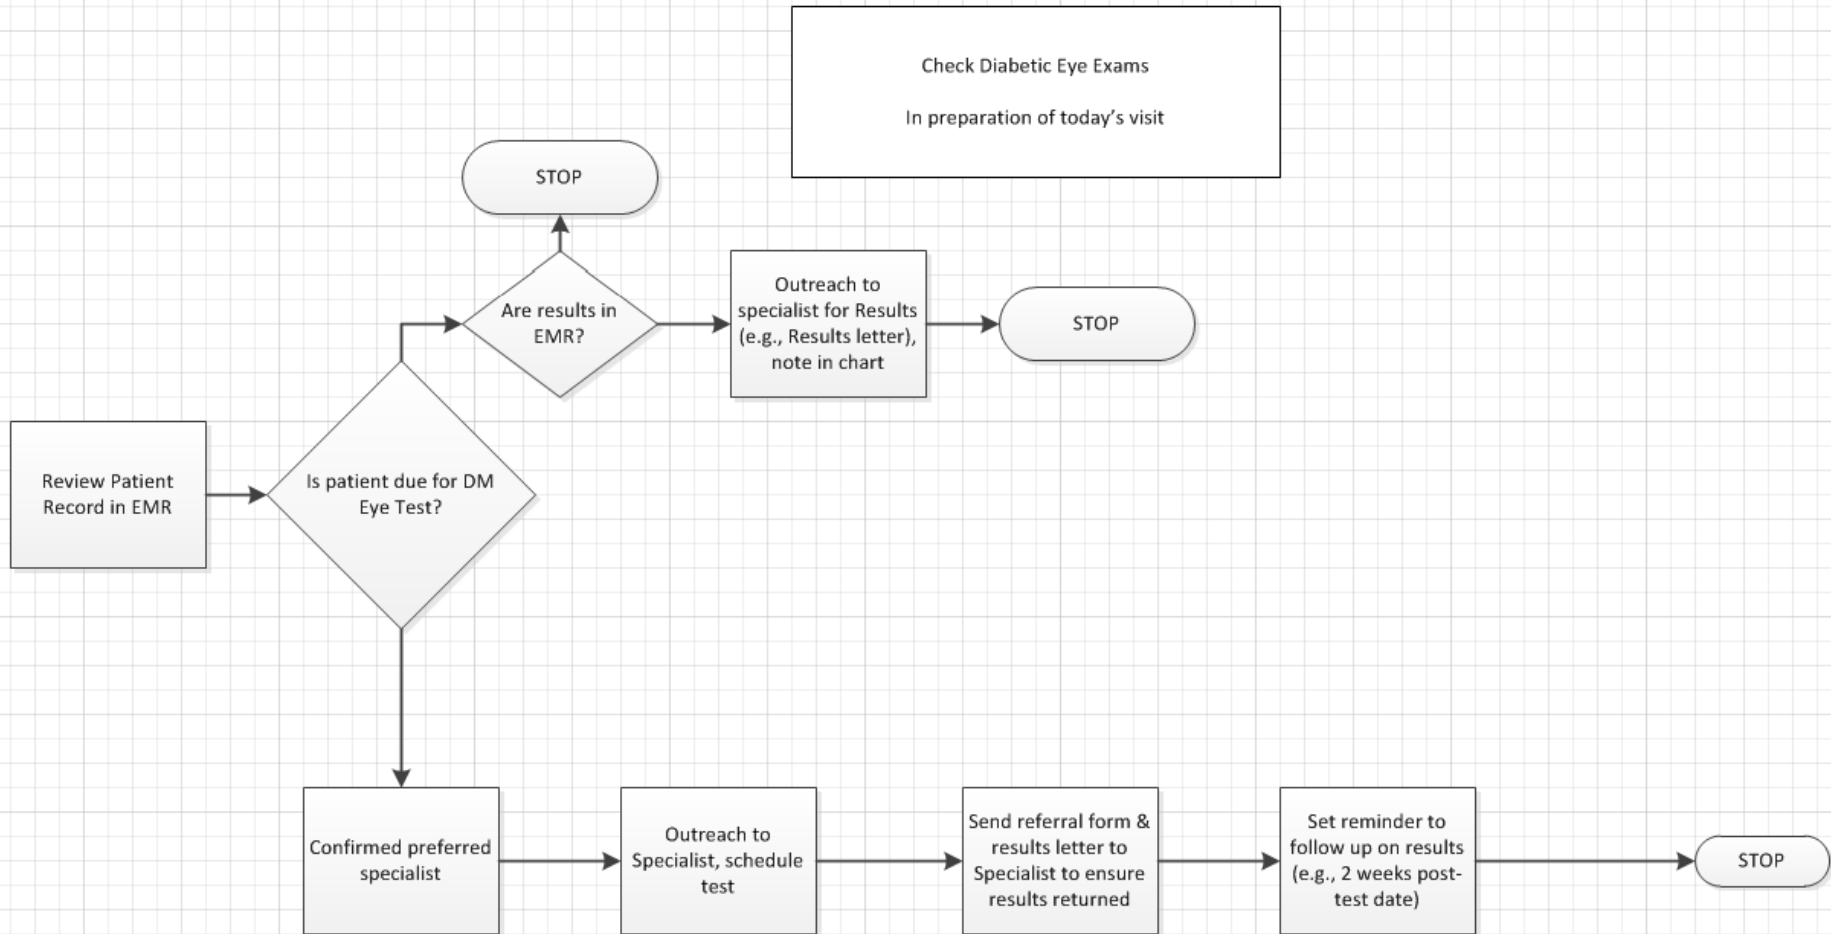 Check Diabetic Eye Exams
In preparation of today's visit
STOP
Are results in
EMR?
Outreach to
specialist for Results
(e.g., Results letter),
note in chart
STOP
Review Patient
Record in EMR
Is patient due for DM
Eye Test?
Confirmed preferred
specialist
Outreach to
Specialist, schedule
test
Send referral form &
results letter to
Specialist to ensure
results returned
Set reminder to
follow up on results
(e.g., 2 weeks post-
test date)
STOP